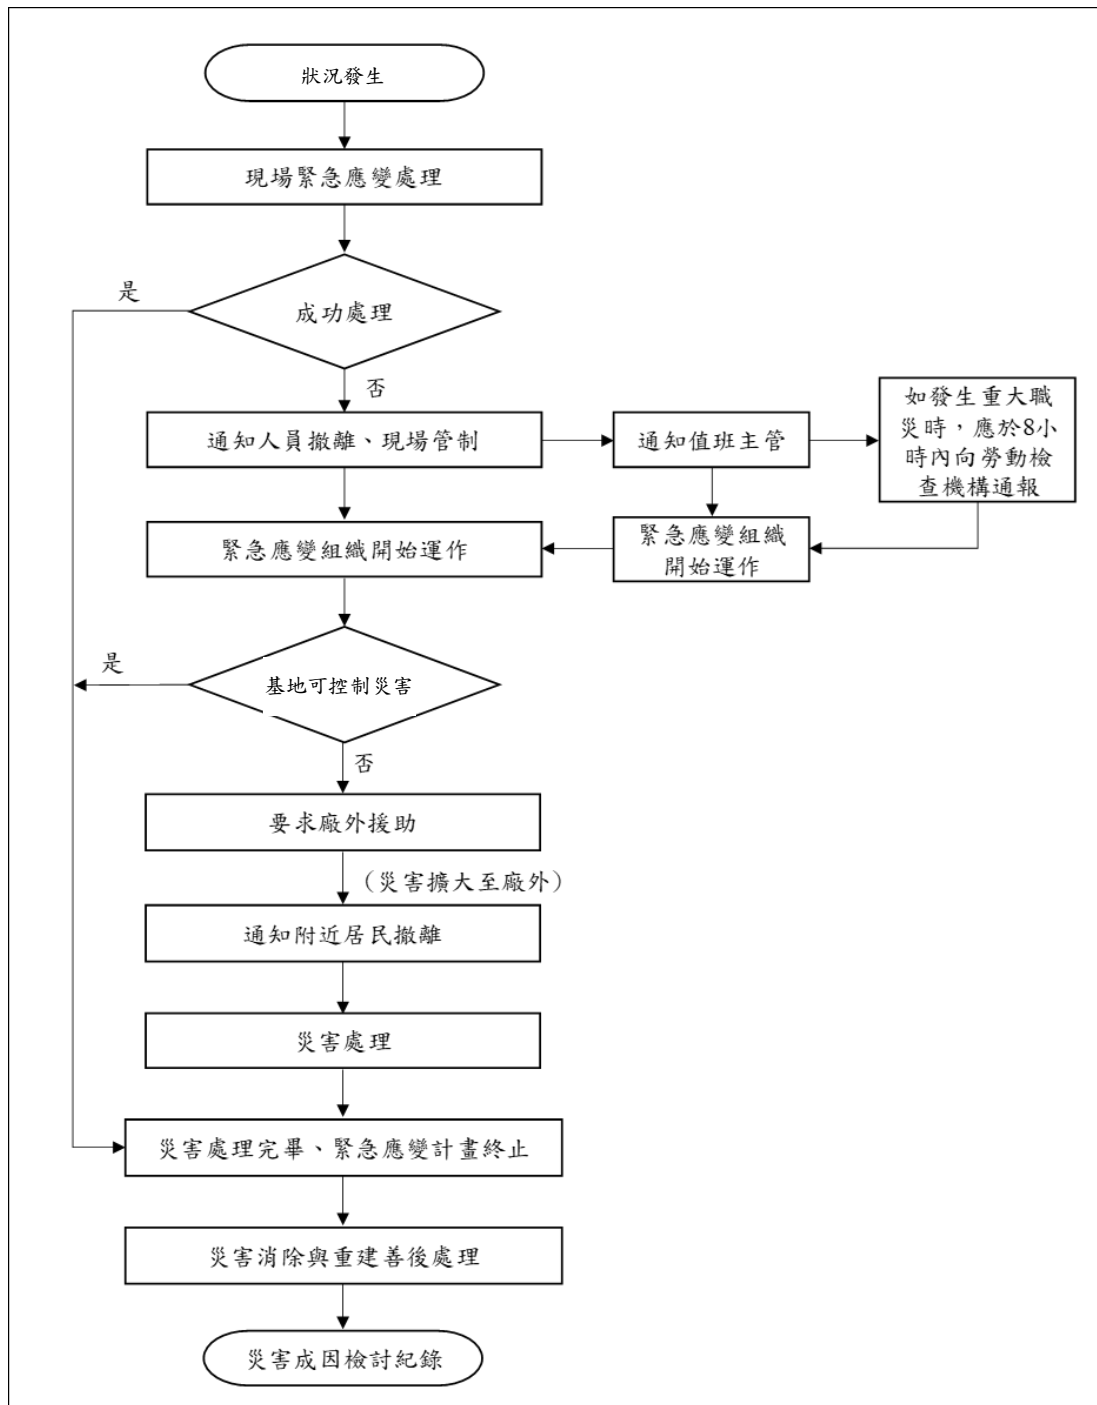 狀況發生
現場緊急應變處理
是
成功處理
否
通知人員撤離、現場管制
通知值班主管
如發生重大職
災時，應於8小
時內向勞動檢
查機構通報
緊急應變組織開始運作
緊急應變組織
開始運作
是
基地可控制災害
否
要求廠外援助
（災害擴大至廠外）
通知附近居民撤離
災害處理
災害處理完畢、緊急應變計畫終止
災害消除與重建善後處理
災害成因檢討紀錄